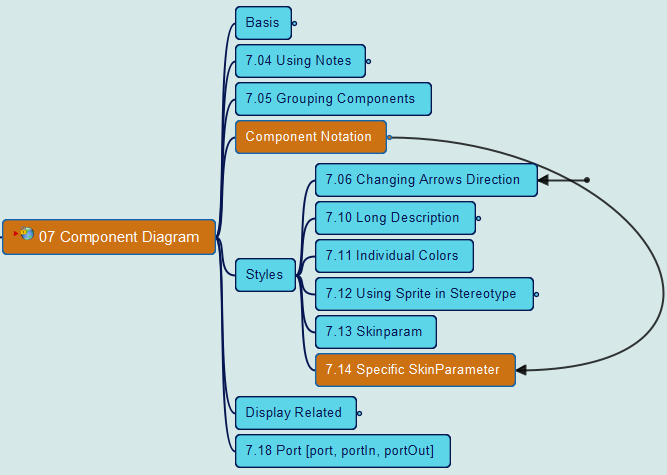 Basis
7.04 Using Notes
7.05 Grouping Components
Component Notation
7.06 Changing Arrows Direction
7.10 Long Description
07 Component Diagram
7.11 Individual Colors
Styles
7.12 Using Sprite in Stereotype
7.13 Skinparam
7.14 Specific SkinParameter
Display Related
7.18 Port [port, portIn, portOut]